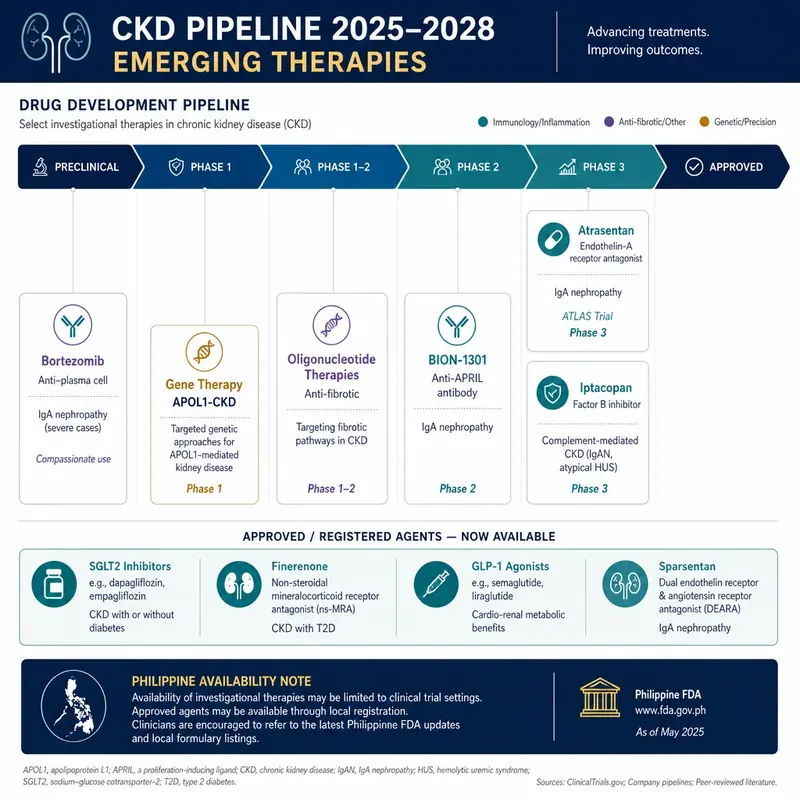 CKD PIPELINE 2025–2028
EMERGING THERAPIES
Advancing treatments.
Improving outcomes.
DRUG DEVELOPMENT PIPELINE
Select investigational therapies in chronic kidney disease (CKD)
Immunology/Inflammation
Anti-fibrotic/Other
Genetic/Precision
PRECLINICAL
PHASE 1
PHASE 1–2
PHASE 2
PHASE 3
APPROVED
Bortezomib
Anti–plasma cell
IgA nephropathy
(severe cases)
Compassionate use
Gene Therapy
APOL1-CKD
Targeted genetic
approaches for
APOL1-mediated
kidney disease
Phase 1
Oligonucleotide
Therapies
Anti-fibrotic
Targeting fibrotic
pathways in CKD
Phase 1–2
BION-1301
Anti-APRIL
antibody
IgA nephropathy
Phase 2
Atrasentan
Endothelin-A
receptor antagonist
IgA nephropathy
ATLAS Trial
Phase 3
Iptacopan
Factor B inhibitor
Complement-mediated
CKD (IgAN,
atypical HUS)
Phase 3
APPROVED / REGISTERED AGENTS — NOW AVAILABLE
SGLT2 Inhibitors
e.g., dapagliflozin,
empagliflozin
CKD with or without
diabetes
Finerenone
Non-steroidal
mineralocorticoid receptor
antagonist (ns-MRA)
CKD with T2D
GLP-1 Agonists
e.g., semaglutide,
liraglutide
Cardio-renal metabolic
benefits
Sparsentan
Dual endothelin receptor
& angiotensin receptor
antagonist (DEARA)
IgA nephropathy
PHILIPPINE AVAILABILITY NOTE
Availability of investigational therapies may be limited to clinical trial settings.
Approved agents may be available through local registration.
Clinicians are encouraged to refer to the latest Philippinne FDA updates
and local formulary listings.
Philippine FDA
www.fda.gov.ph
As of May 2025
APOL1, apolipoprotein L1; APRIL, a proliferation-inducing ligand; CKD, chronic kidney disease; IgAN, IgA nephropathy; HUS, hemolytic uremic syndrome;
SGLT2, sodium–glucose cotransporter-2; T2D, type 2 diabetes.
Sources: ClinicalTrials.gov; Company pipelines; Peer-reviewed literature.